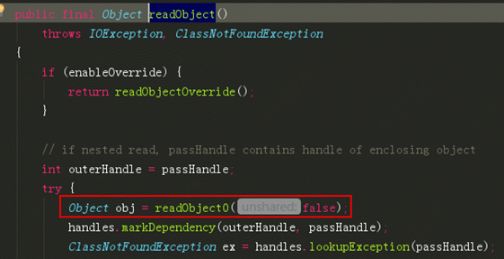 public final Object readObject()
throws IOException, ClassNotFoundException
{
if (enableOverride) {
return readObjectOverride();
}
// if nested read, passHandle contains handle of enclosing object
int outerHandle = passHandle;
try {
Object obj = readObject0( unshared: false);
handles.markDependency(outerHandle, passHandle);
ClassNotFoundException ex = handles.lookupException(passHandle);